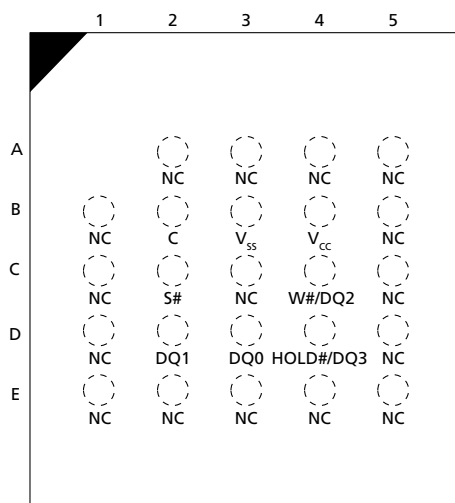 1 2 3 4 5
A
NC NC NC NC
B
NC C VSS VCC NC
C
NC S# NC W#/DQ2 NC
D
NC DQ1 DQ0 HOLD#/DQ3 NC
E
NC NC NC NC NC